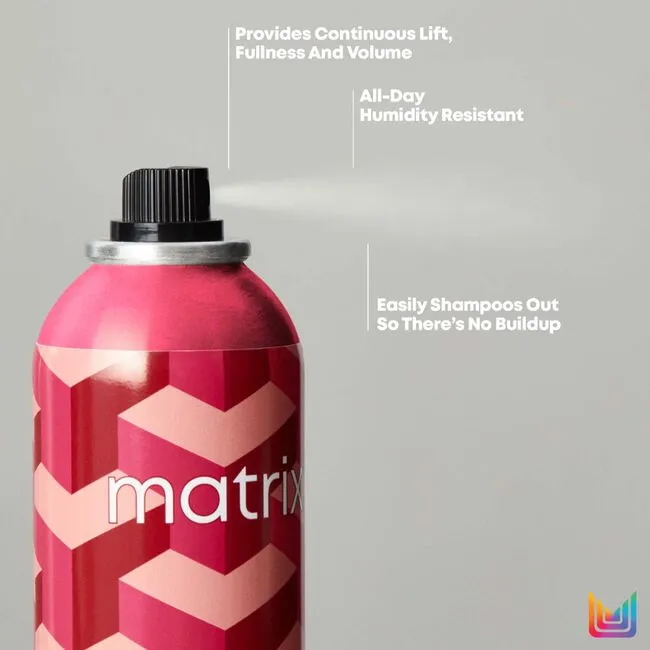 Provides Continuous Lift,
Fullness And Volume
All-Day
Humidity Resistant
Easily Shampoos Out
So There's No Buildup
matrix